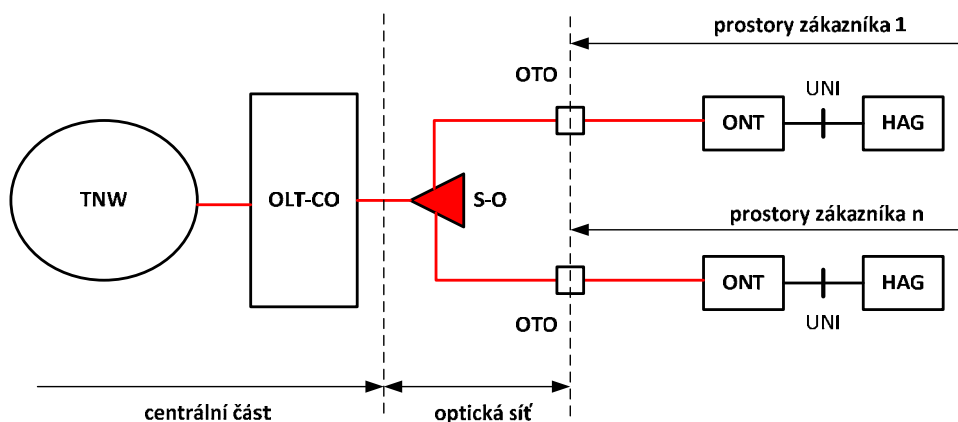 prostory zákazníka 1
OTO
UNI
ONT
HAG
TNW
OLT-CO
S-O
prostory zákazníka n
ONT
HAG
OTO
UNI
centrální část
optická síť